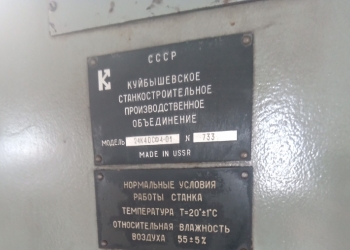 СССР
КУЙБЫШЕВСКОЕ
СТАНКОСТРОИТЕЛЬНОЕ
ПРОИЗВОДСТВЕННОЕ
ОБЪЕДИНЕНИЕ
МОДЕЛЬ N 733
MADE IN USSR
НОРМАЛЬНЫЕ УСЛОВИЯ
РАБОТЫ СТАНКА
ТЕМПЕРАТУРА T=20°±1°C
ОТНОСИТЕЛЬНАЯ ВЛАЖНОСТЬ
ВОЗДУХА 55±5%